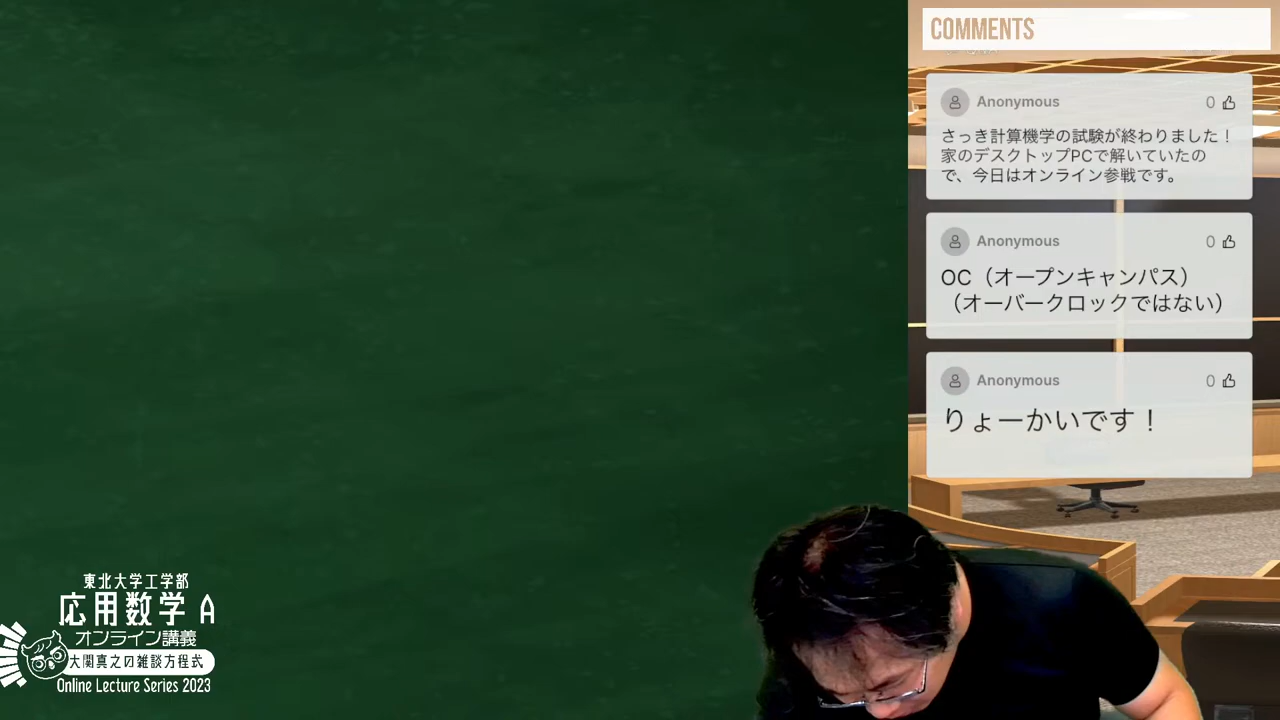 COMMENTS
Anonymous
0
さっき計算機学の試験が終わりました！
家のデスクトップPCで解いていたの
で、今日はオンライン参戦です。
Anonymous
0
OC（オープンキャンパス）
（オーバークロックではない）
Anonymous
0
りょーかいです！
東北大学工学部
応用数学 A
オンライン講義
大関真之の雑談方程式
Online Lecture Series 2023